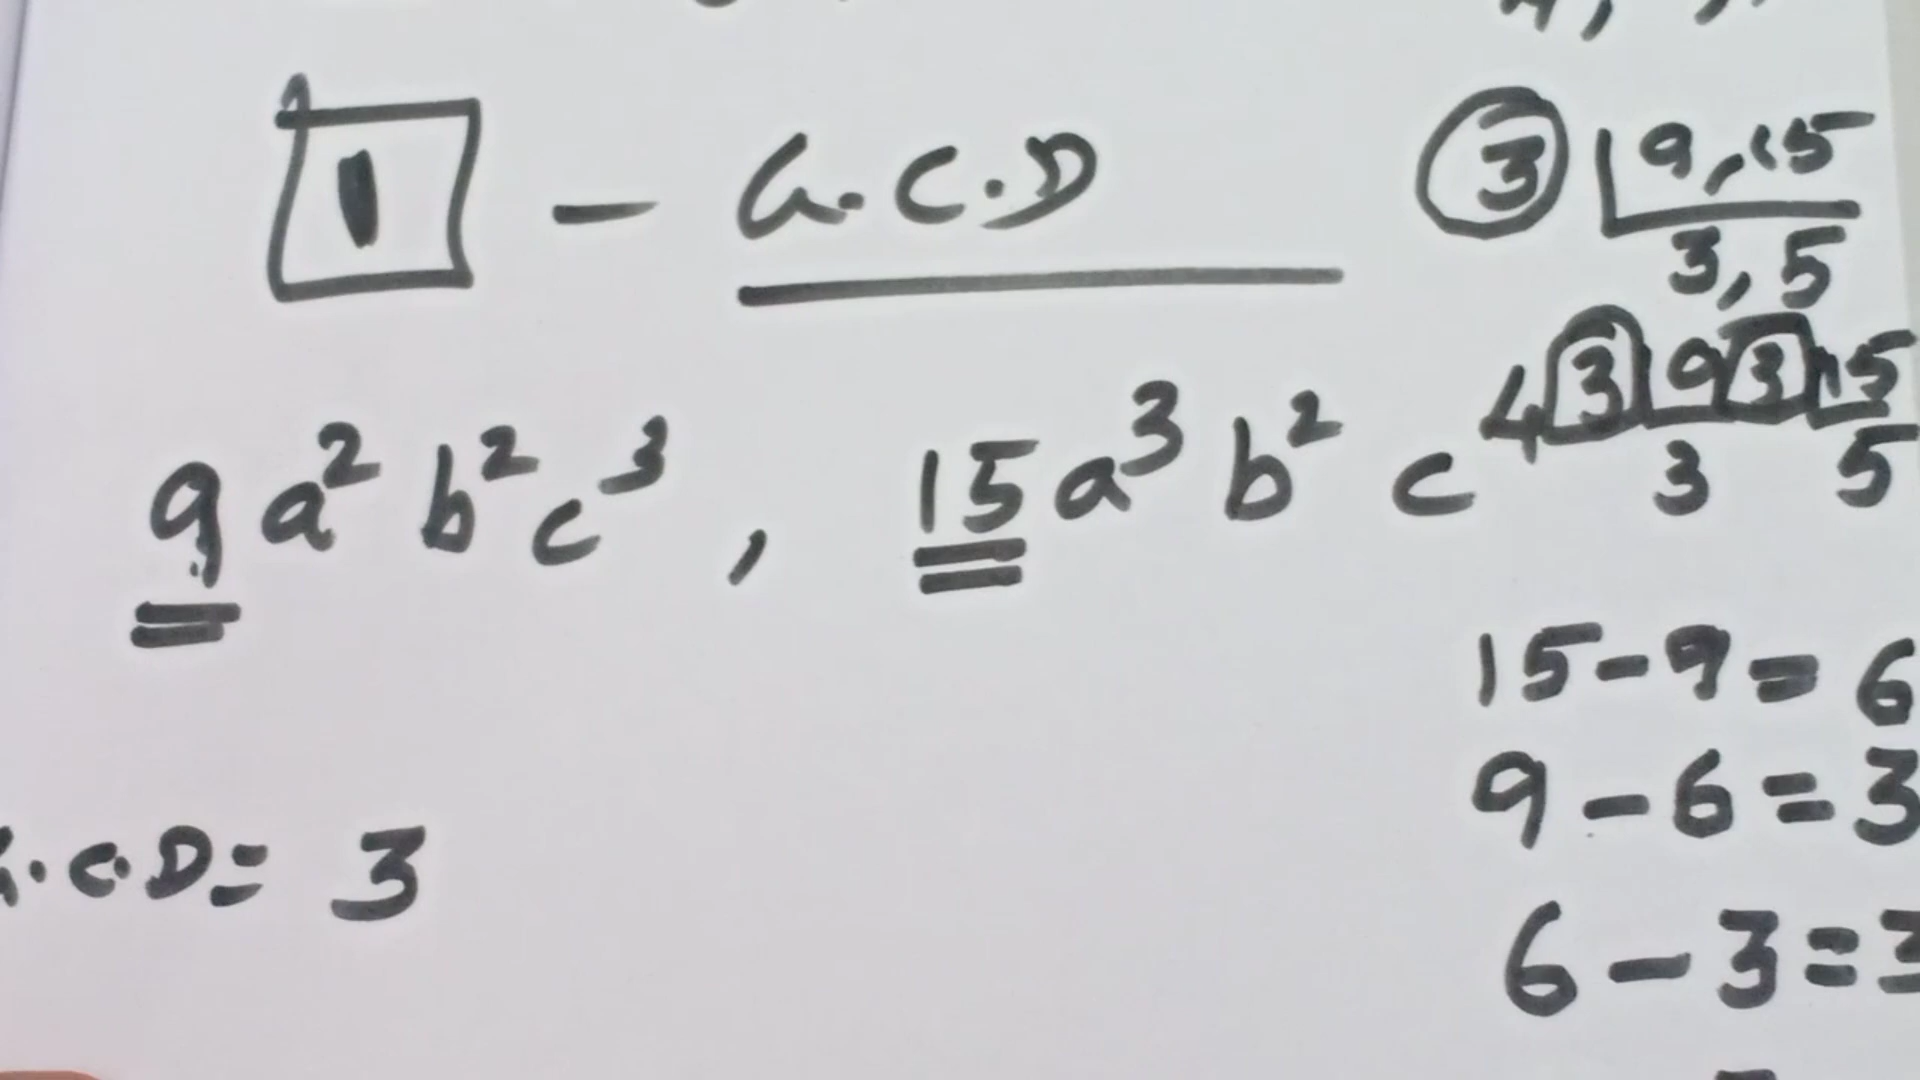 1 - G.C.D
3 | 9, 15
3, 5
9a²b²c³, 15a³b²c⁴
3 | 9 3 | 15
3 5
15-9=6
9-6=3
G.C.D= 3
6-3=3